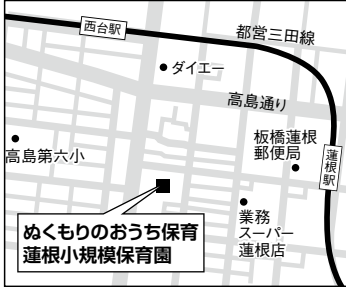 西台駅
都営三田線
ダイエー
高島通り
高島第六小
板橋蓮根
郵便局
蓮根駅
業務
スーパー
蓮根店
ぬくもりのおうち保育
蓮根小規模保育園